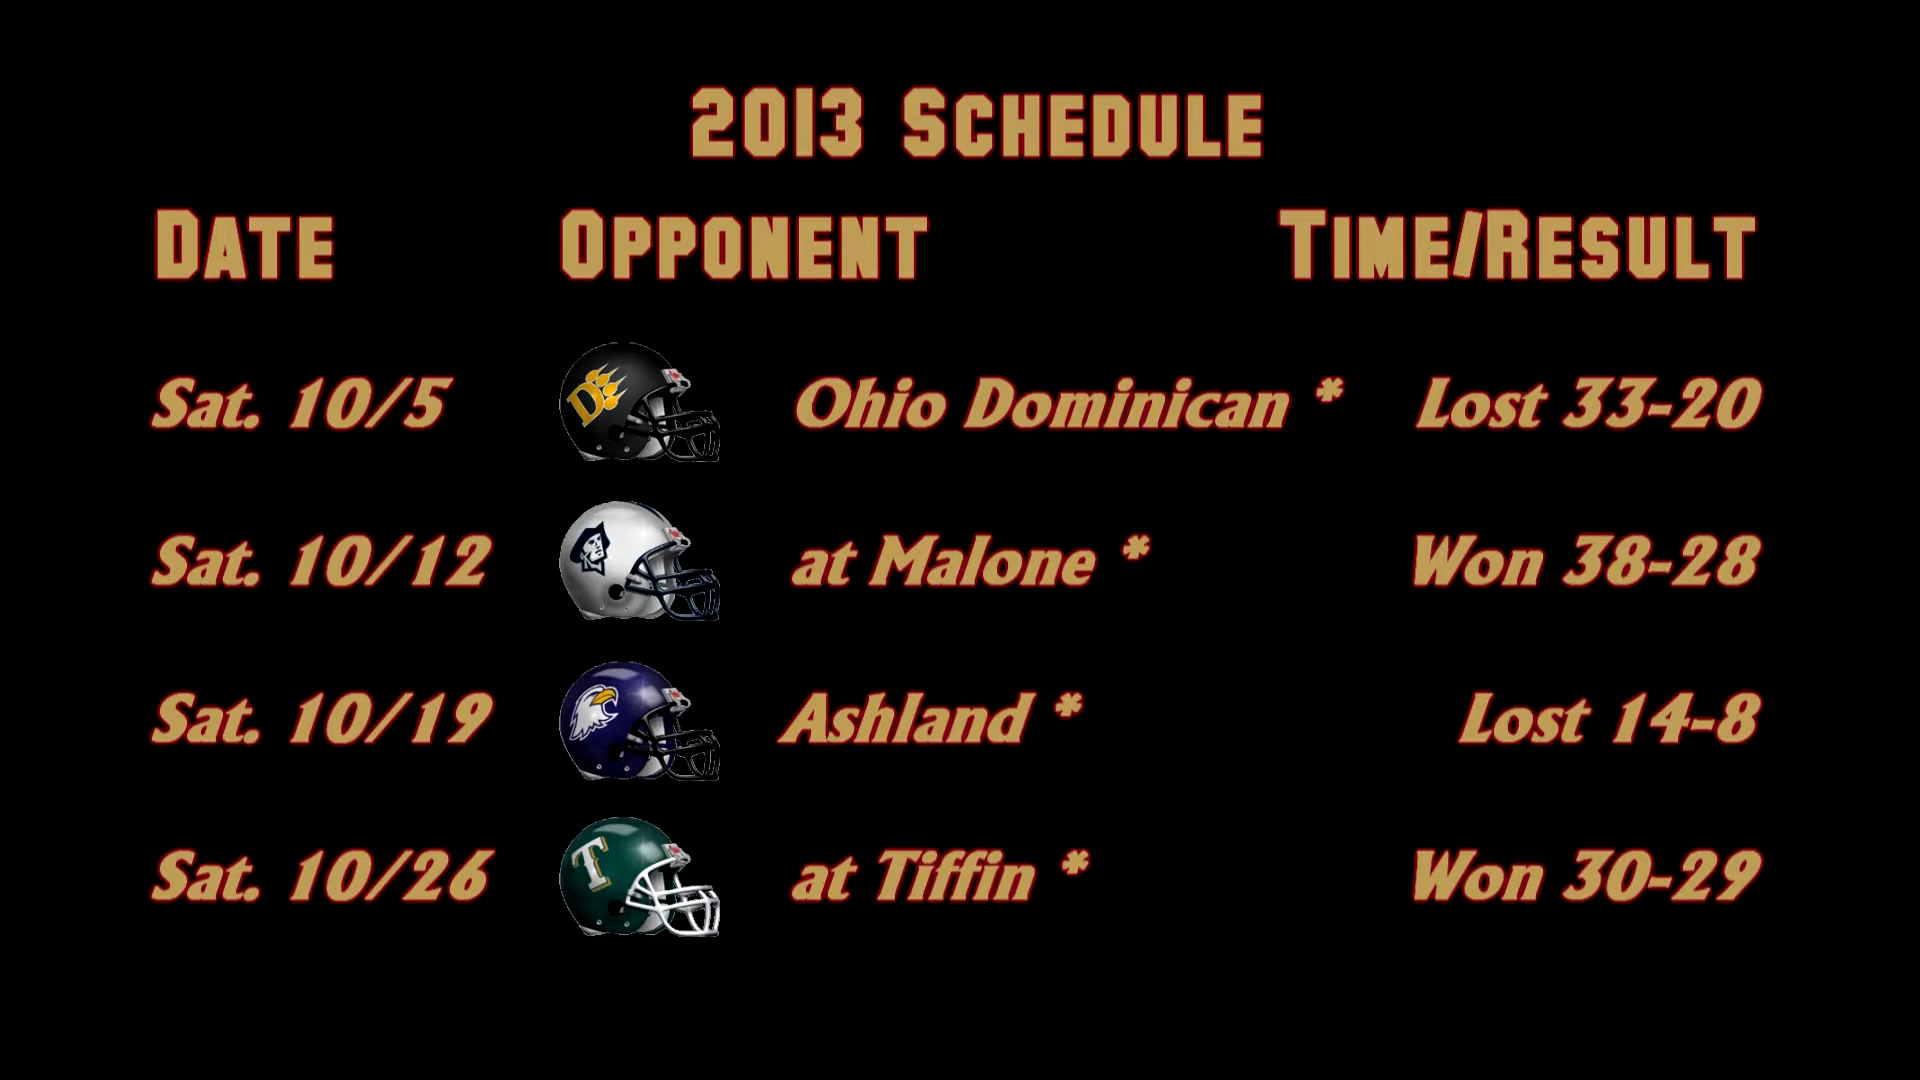 2013 SCHEDULE
DATE OPPONENT TIME/RESULT
Sat. 10/5 D Ohio Dominican * Lost 33-20
Sat. 10/12 at Malone * Won 38-28
Sat. 10/19 Ashland * Lost 14-8
Sat. 10/26 T at Tiffin * Won 30-29